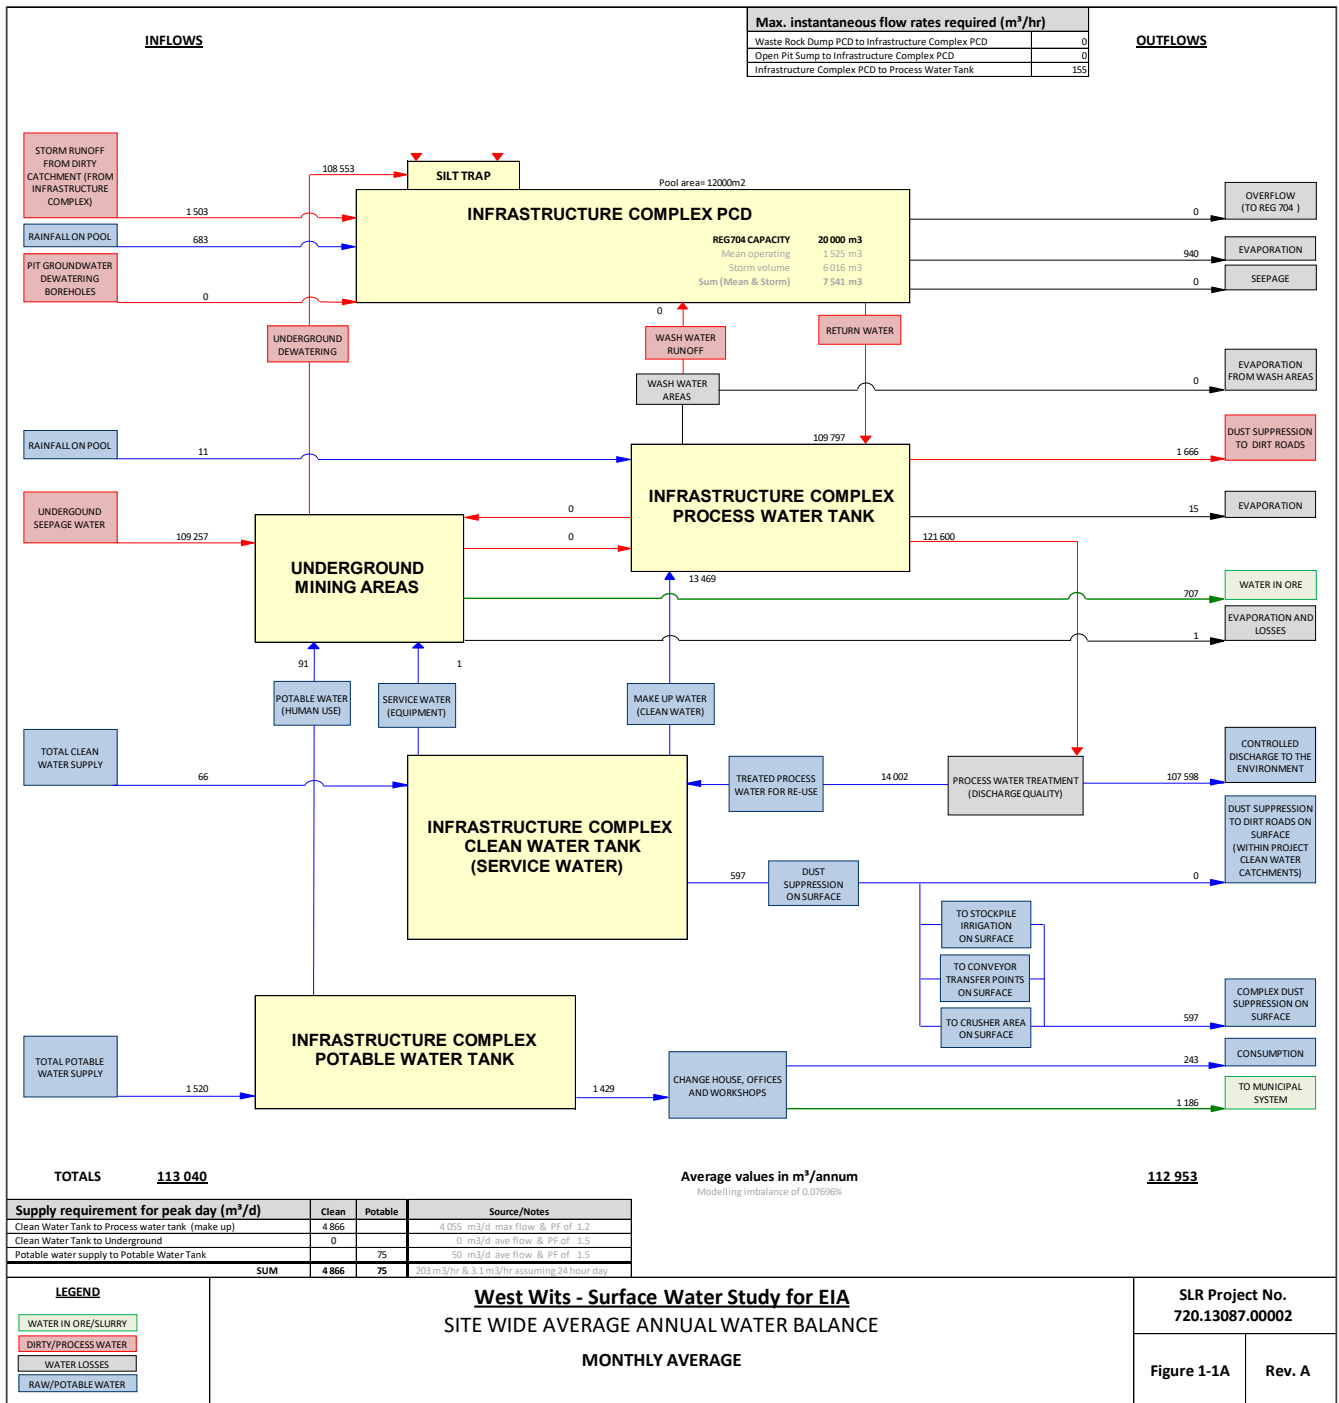 INFLOWS
Max. instantaneous flow rates required (m³/hr)
Waste Rock Dump PCD to Infrastructure Complex PCD 0
Open Pit Sump to Infrastructure Complex PCD 0
Infrastructure Complex PCD to Process Water Tank 155
OUTFLOWS
STORM RUNOFF
FROM DIRTY
CATCHMENT (FROM
INFRASTRUCTURE
COMPLEX)
1 503
RAINFALL ON POOL
683
PIT GROUNDWATER
DEWATERING
BOREHOLES
0
108 553
SILT TRAP
Pool area= 12000m2
INFRASTRUCTURE COMPLEX PCD
REG704 CAPACITY 20 000 m3
Mean operating 1 525 m3
Storm volume 6 016 m3
Sum (Mean & Storm) 7 541 m3
0
OVERFLOW
(TO REG 704 )
940
EVAPORATION
0
SEEPAGE
UNDERGROUND
DEWATERING
0
WASH WATER
RUNOFF
RETURN WATER
WASH WATER
AREAS
0
EVAPORATION
FROM WASH AREAS
RAINFALL ON POOL
11
109 797
INFRASTRUCTURE COMPLEX
PROCESS WATER TANK
1 666
DUST SUPPRESSION
TO DIRT ROADS
UNDERGOUND
SEEPAGE WATER
109 257
0
0
15
EVAPORATION
121 600
UNDERGROUND
MINING AREAS
13 469
707
WATER IN ORE
1
EVAPORATION AND
LOSSES
91
1
POTABLE WATER
(HUMAN USE)
SERVICE WATER
(EQUIPMENT)
MAKE UP WATER
(CLEAN WATER)
TOTAL CLEAN
WATER SUPPLY
66
TREATED PROCESS
WATER FOR RE-USE
14 002
PROCESS WATER TREATMENT
(DISCHARGE QUALITY)
107 598
CONTROLLED
DISCHARGE TO THE
ENVIRONMENT
INFRASTRUCTURE COMPLEX
CLEAN WATER TANK
(SERVICE WATER)
597
DUST
SUPPRESSION
ON SURFACE
0
DUST SUPPRESSION
TO DIRT ROADS ON
SURFACE
(WITHIN PROJECT
CLEAN WATER
CATCHMENTS)
TO STOCKPILE
IRRIGATION
ON SURFACE
TO CONVEYOR
TRANSFER POINTS
ON SURFACE
TO CRUSHER AREA
ON SURFACE
597
COMPLEX DUST
SUPPRESSION ON
SURFACE
TOTAL POTABLE
WATER SUPPLY
1 520
INFRASTRUCTURE COMPLEX
POTABLE WATER TANK
1 429
CHANGE HOUSE, OFFICES
AND WORKSHOPS
243
CONSUMPTION
1 186
TO MUNICIPAL
SYSTEM
TOTALS 113 040
Average values in m³/annum
Modelling imbalance of 0.07696%
112 953
Supply requirement for peak day (m³/d) Clean Potable Source/Notes
Clean Water Tank to Process water tank (make up) 4 866 4 055 m3/d max flow & PF of 1.2
Clean Water Tank to Underground 0 0 m3/d ave flow & PF of 1.5
Potable water supply to Potable Water Tank 75 50 m3/d ave flow & PF of 1.5
SUM 4 866 75 203 m3/hr & 3.1 m3/hr assuming 24 hour day
LEGEND
WATER IN ORE/SLURRY
DIRTY/PROCESS WATER
WATER LOSSES
RAW/POTABLE WATER
West Wits - Surface Water Study for EIA
SITE WIDE AVERAGE ANNUAL WATER BALANCE
MONTHLY AVERAGE
SLR Project No.
720.13087.00002
Figure 1-1A
Rev. A